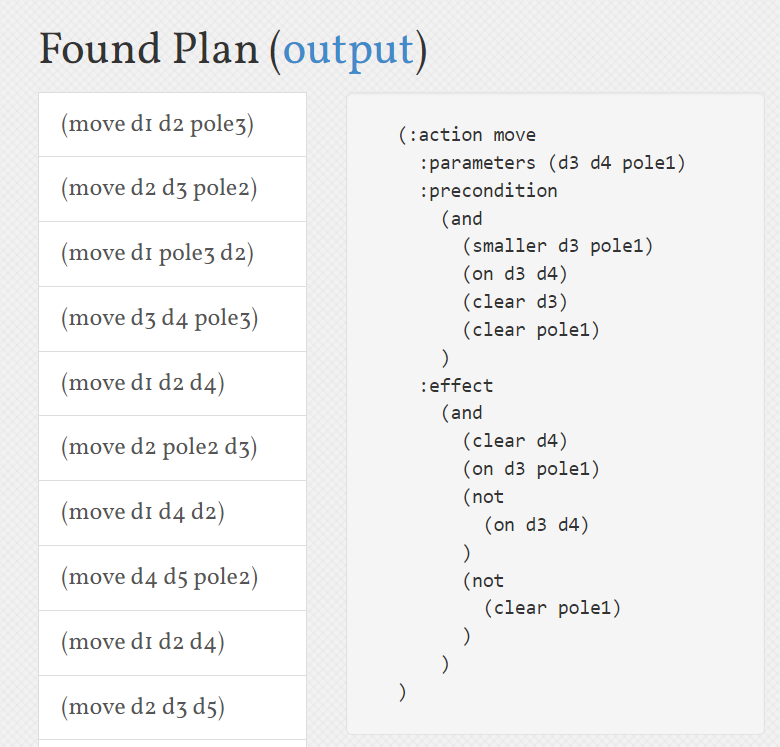 Found Plan (output)
(move d1 d2 pole3)
(move d2 d3 pole2)
(move d1 pole3 d2)
(move d3 d4 pole3)
(move d1 d2 d4)
(move d2 pole2 d3)
(move d1 d4 d2)
(move d4 d5 pole2)
(move d1 d2 d4)
(move d2 d3 d5)
(:action move
  :parameters (d3 d4 pole1)
  :precondition
    (and
      (smaller d3 pole1)
      (on d3 d4)
      (clear d3)
      (clear pole1)
    )
  :effect
    (and
      (clear d4)
      (on d3 pole1)
      (not
        (on d3 d4)
      )
      (not
        (clear pole1)
      )
    )
)